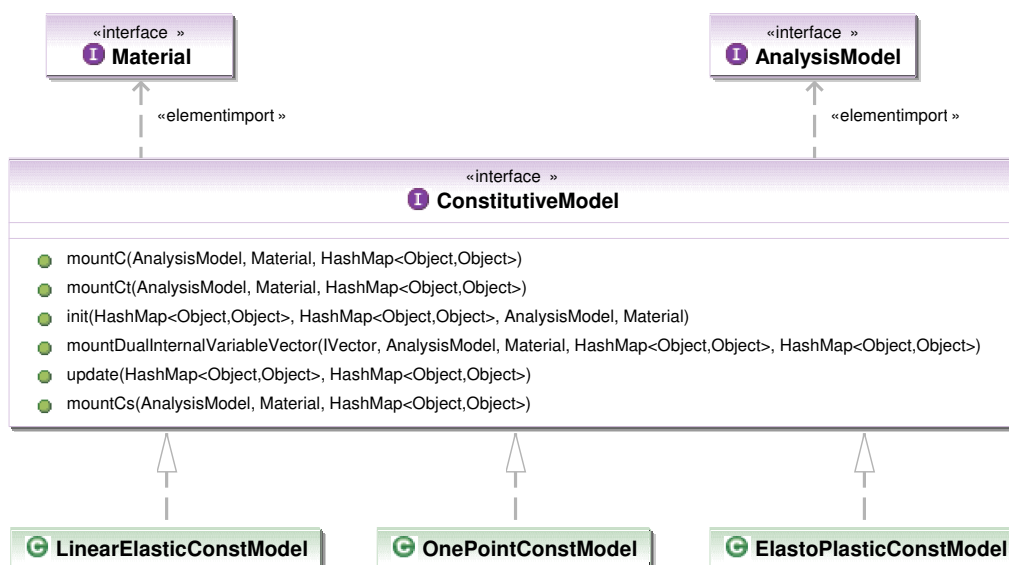 «interface »
Material
«interface »
AnalysisModel
«elementimport »
«elementimport »
«interface »
ConstitutiveModel
mountC(AnalysisModel, Material, HashMap<Object,Object>)
mountCt(AnalysisModel, Material, HashMap<Object,Object>)
init(HashMap<Object,Object>, HashMap<Object,Object>, AnalysisModel, Material)
mountDualInternalVariableVector(IVector, AnalysisModel, Material, HashMap<Object,Object>, HashMap<Object,Object>)
update(HashMap<Object,Object>, HashMap<Object,Object>)
mountCs(AnalysisModel, Material, HashMap<Object,Object>)
LinearElasticConstModel
OnePointConstModel
ElastoPlasticConstModel